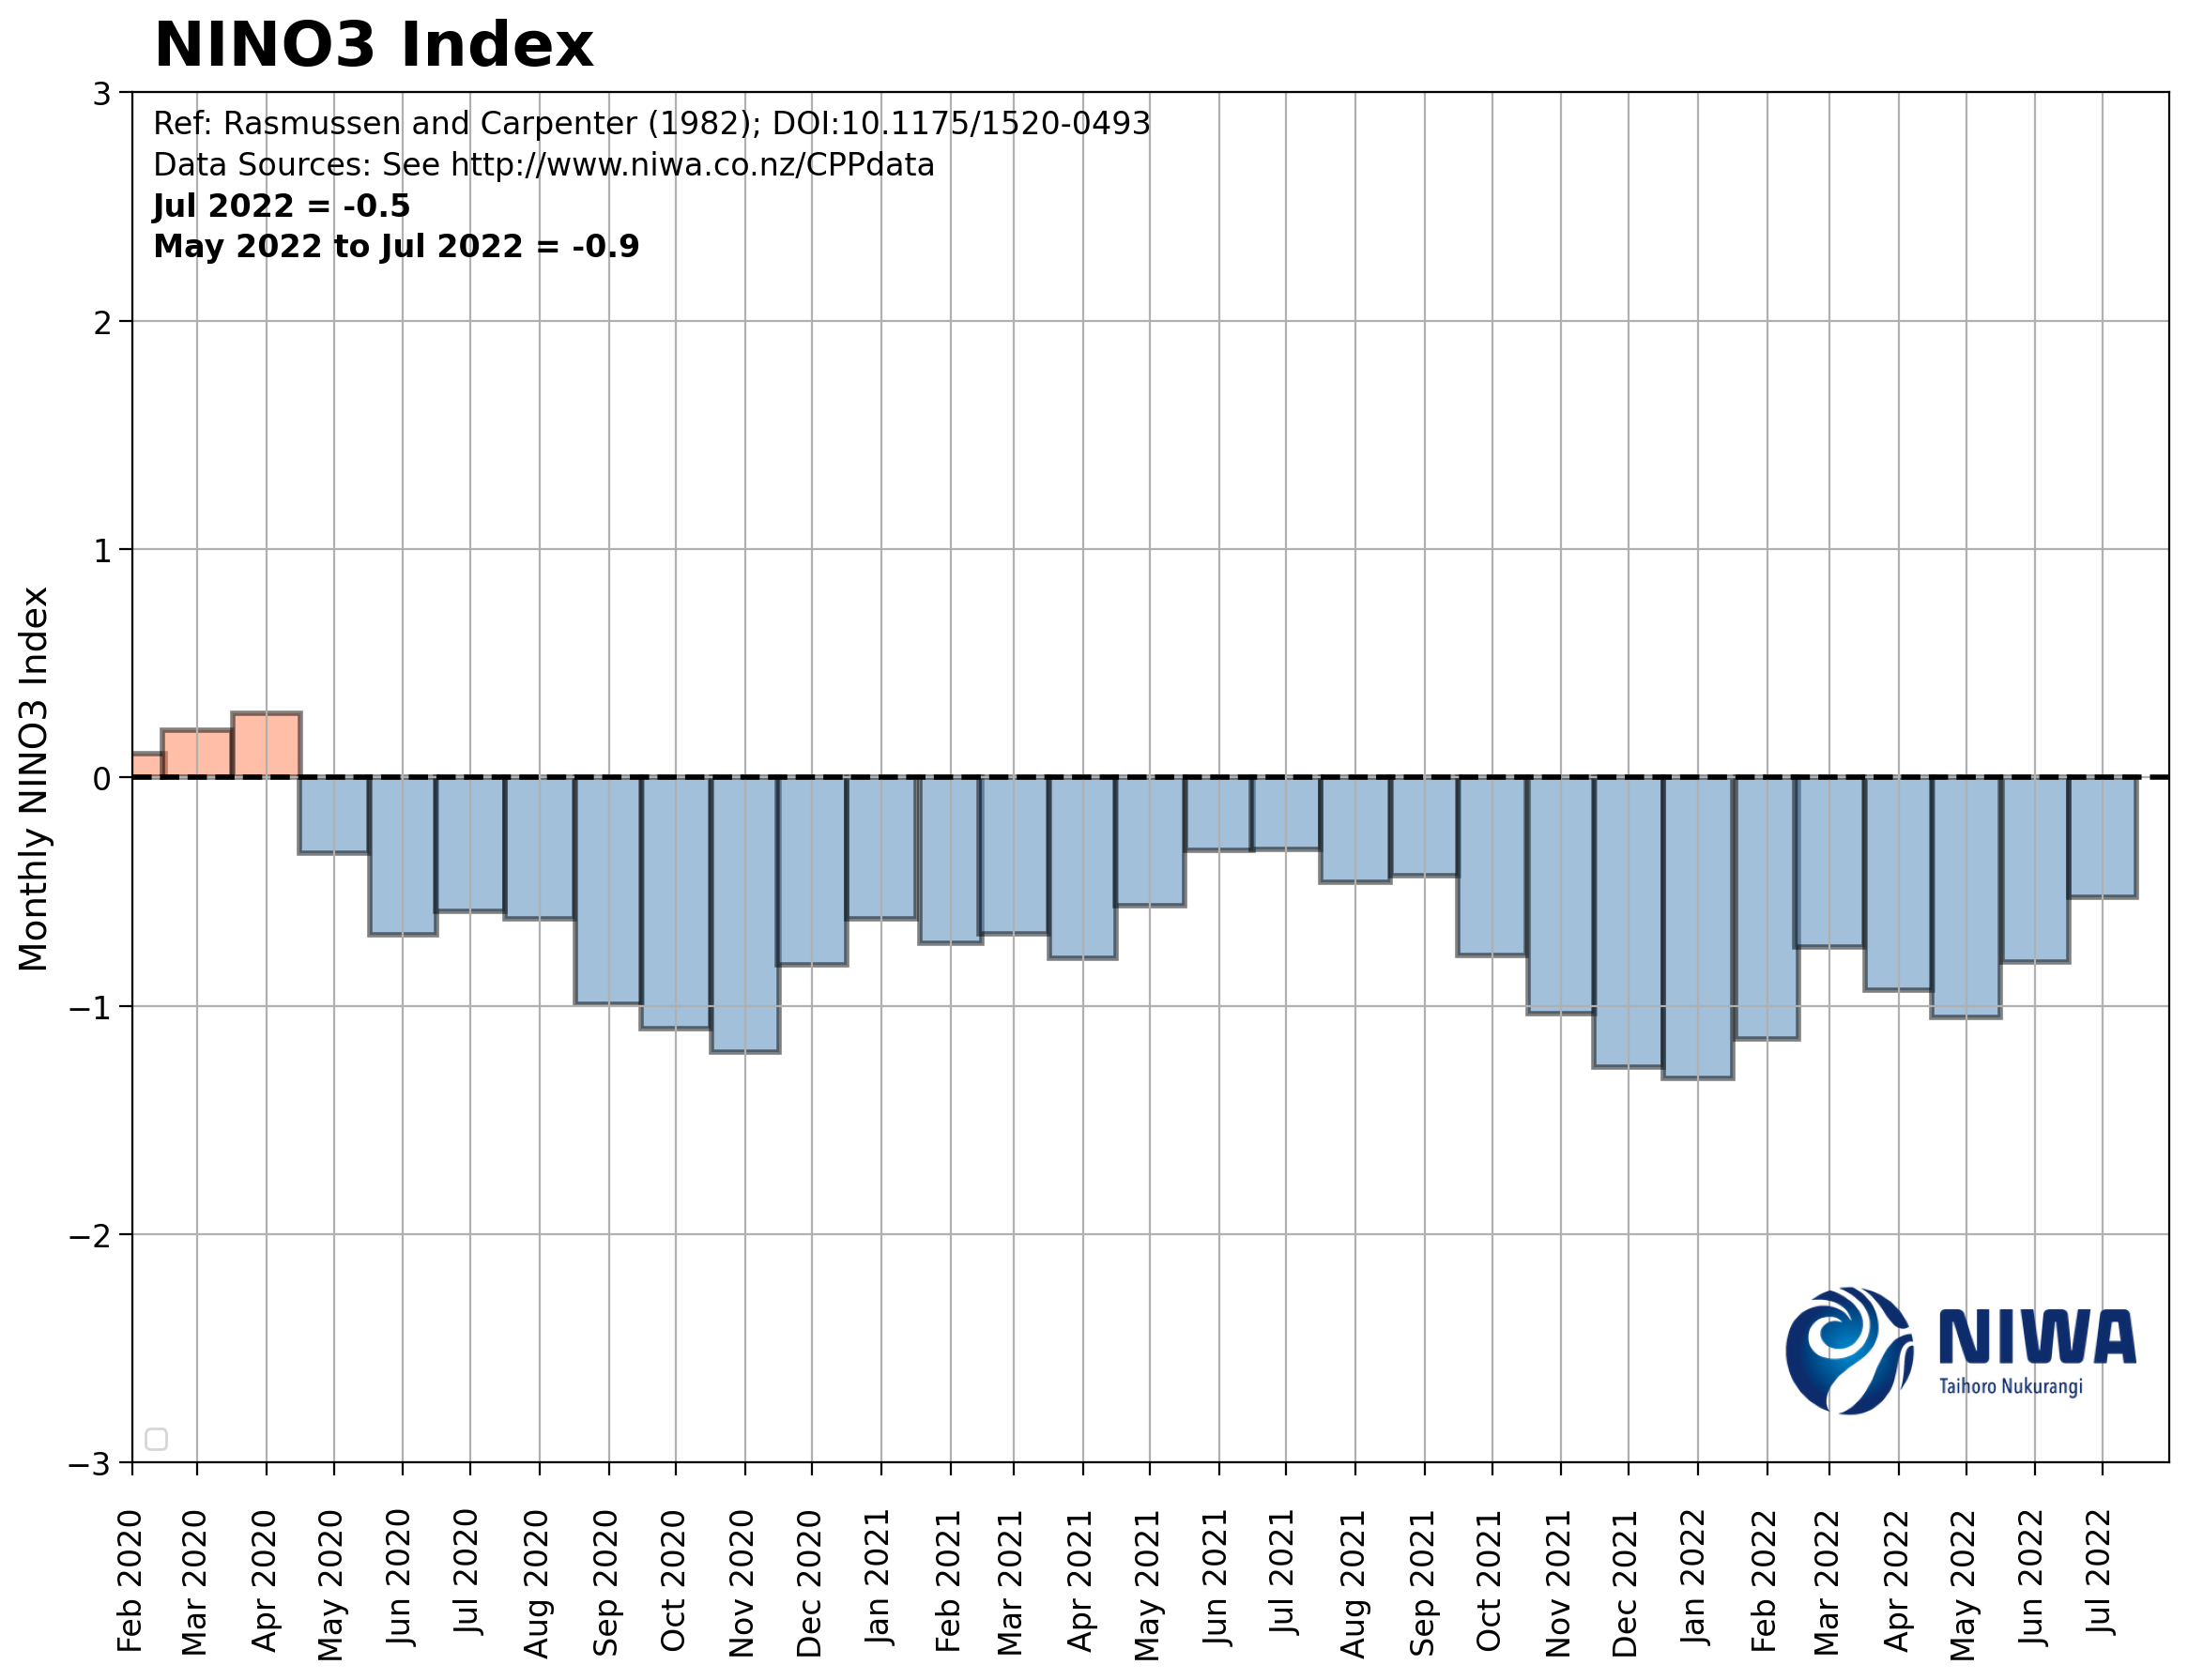 NINO3 Index
Ref: Rasmussen and Carpenter (1982); DOI:10.1175/1520-0493
Data Sources: See http://www.niwa.co.nz/CPPdata
Jul 2022 = -0.5
May 2022 to Jul 2022 = -0.9
Monthly NINO3 Index
3
2
1
0
−1
−2
−3
NIWA
Taihoro Nukurangi
Feb 2020
Mar 2020
Apr 2020
May 2020
Jun 2020
Jul 2020
Aug 2020
Sep 2020
Oct 2020
Nov 2020
Dec 2020
Jan 2021
Feb 2021
Mar 2021
Apr 2021
May 2021
Jun 2021
Jul 2021
Aug 2021
Sep 2021
Oct 2021
Nov 2021
Dec 2021
Jan 2022
Feb 2022
Mar 2022
Apr 2022
May 2022
Jun 2022
Jul 2022